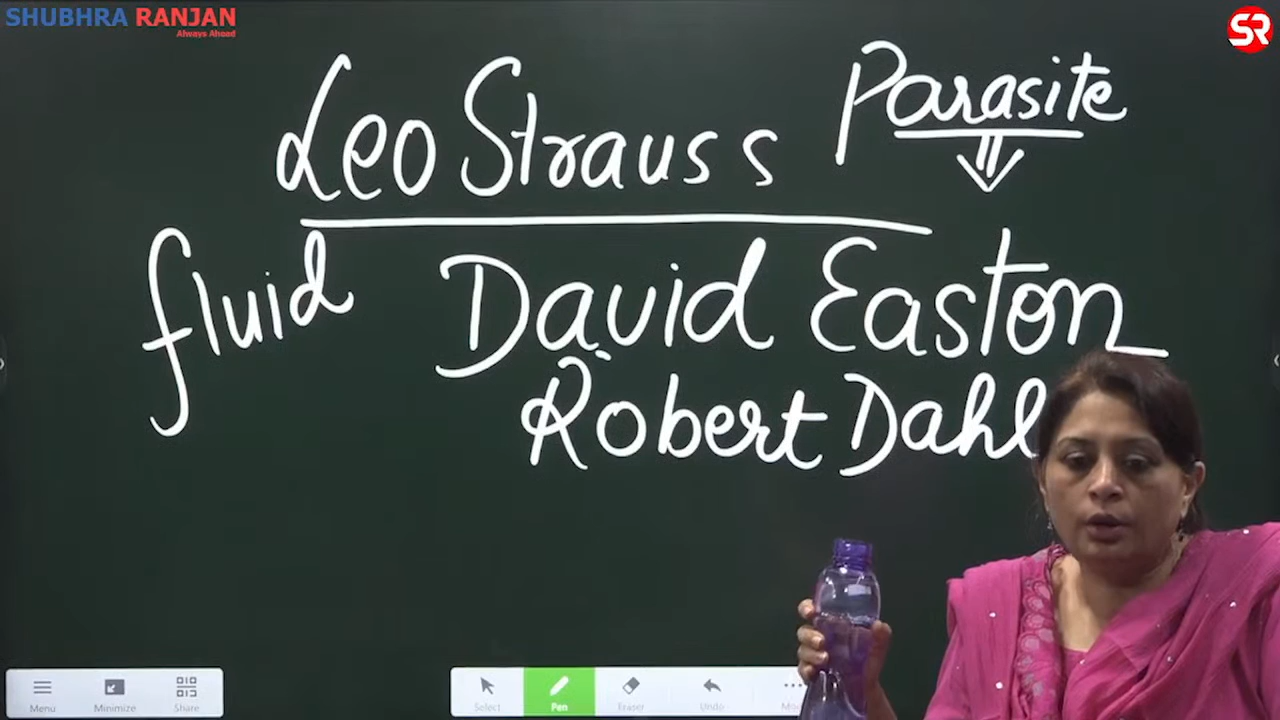 SHUBHRA RANJAN
Always Ahead
SR
Leo Strauss
Parasite
fluid
David Easton
Robert Dahl
Menu
Minimize
Share
Select
Pen
Eraser
Undo